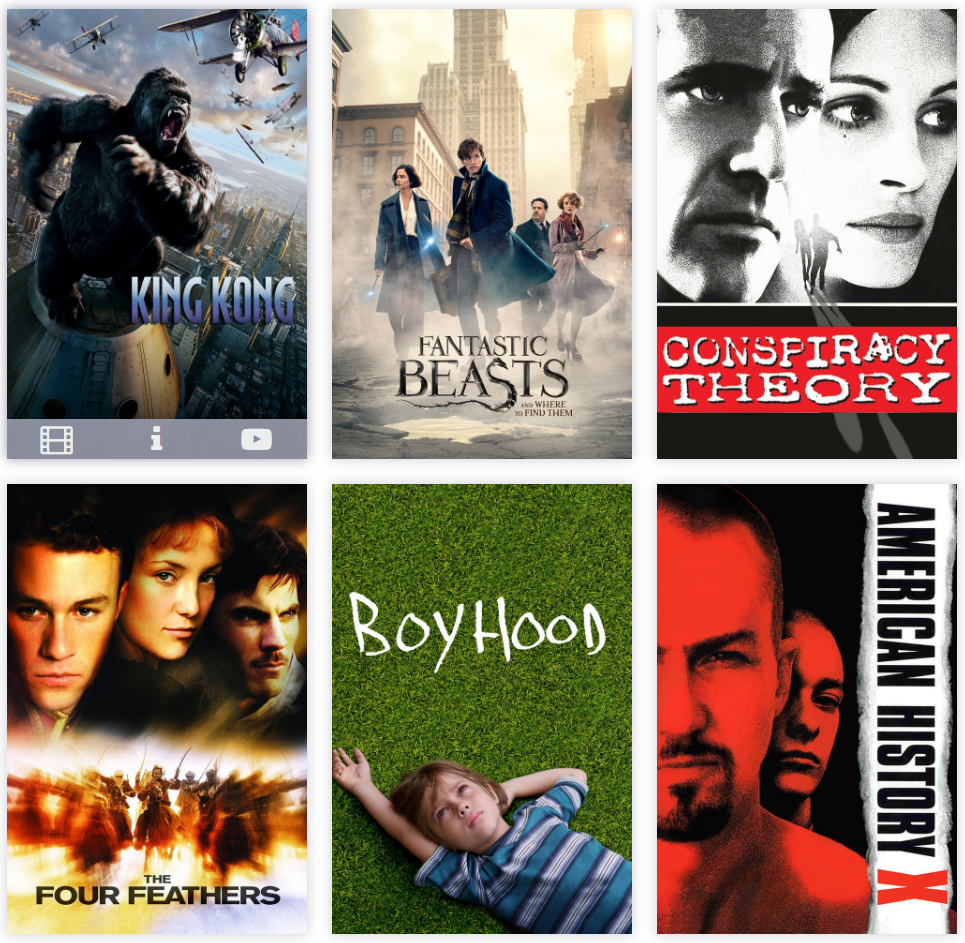 KING KONG
FANTASTIC
BEASTS
AND WHERE
TO FIND THEM
CONSPIRACY
THEORY
THE
FOUR FEATHERS
BOYHOOD
AMERICAN HISTORY X